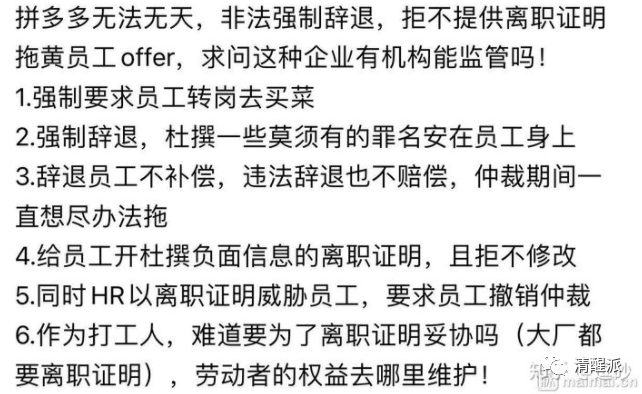 拼多多无法无天，非法强制辞退，拒不提供离职证明
拖黄员工offer，求问这种企业有机构能监管吗！
1.强制要求员工转岗去买菜
2.强制辞退，杜撰一些莫须有的罪名安在员工身上
3.辞退员工不补偿，违法辞退也不赔偿，仲裁期间一
直想尽办法拖
4.给员工开杜撰负面信息的离职证明，且拒不修改
5.同时HR以离职证明威胁员工，要求员工撤销仲裁
6.作为打工人，难道要为了离职证明妥协吗（大厂都
要离职证明），劳动者的权益去哪里维护！
清醒派
maimai.cn